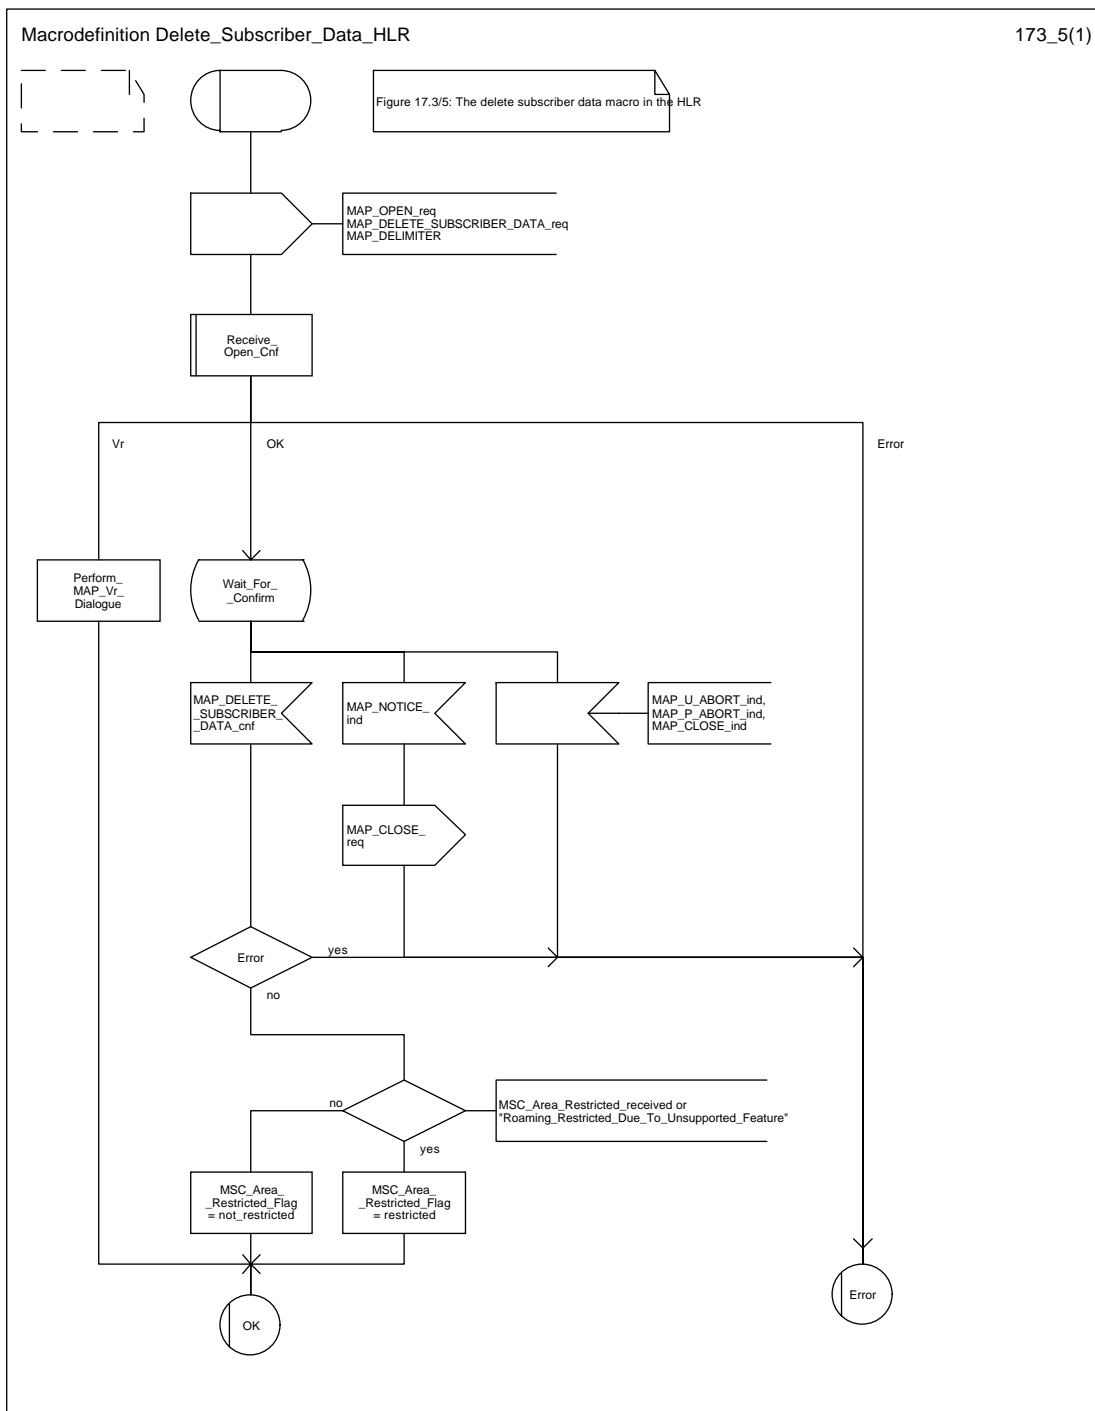 Macrodefinition Delete_Subscriber_Data_HLR
173_5(1)
Figure 17.3/5: The delete subscriber data macro in the HLR
MAP_OPEN_req
MAP_DELETE_SUBSCRIBER_DATA_req
MAP_DELIMITER
Receive_
Open_Cnf
Vr
OK
Error
Perform_
MAP_Vr_
Dialogue
Wait_For_
_Confirm
MAP_DELETE_
_SUBSCRIBER_
_DATA_cnf
MAP_NOTICE_
ind
MAP_U_ABORT_ind,
MAP_P_ABORT_ind,
MAP_CLOSE_ind
MAP_CLOSE_
req
Error
yes
no
no
MSC_Area_Restricted_received or
"Roaming_Restricted_Due_To_Unsupported_Feature"
yes
MSC_Area_
_Restricted_Flag
= not_restricted
MSC_Area_
_Restricted_Flag
= restricted
Error
OK